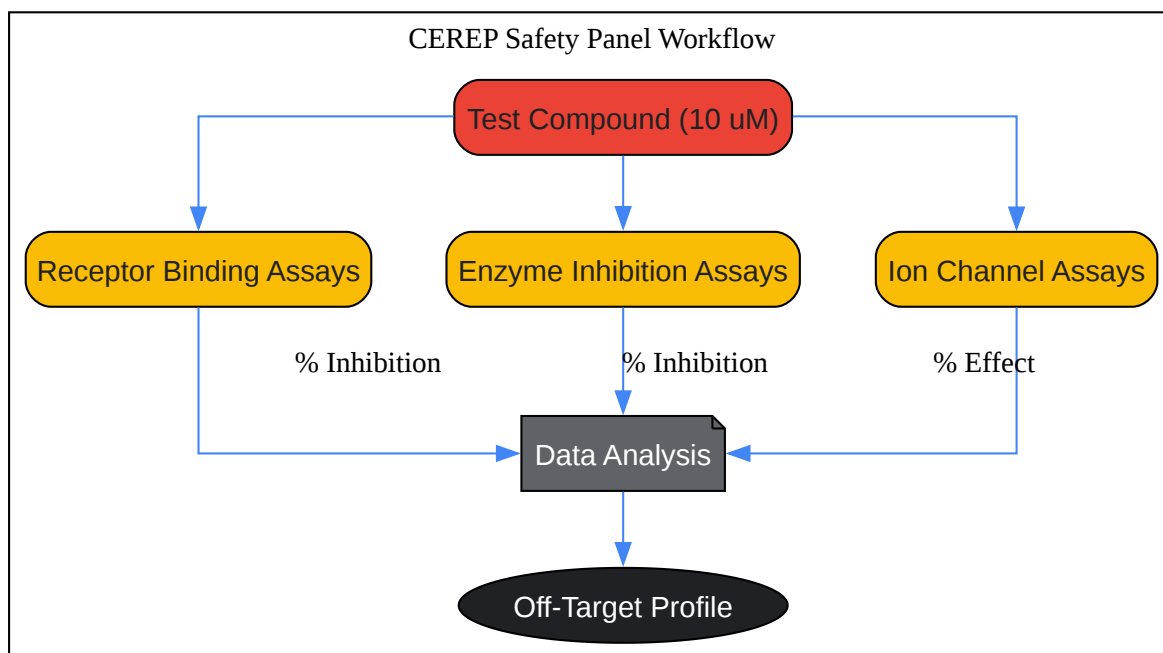 CEREP Safety Panel Workflow
Test Compound (10 uM)
Receptor Binding Assays
Enzyme Inhibition Assays
Ion Channel Assays
% Inhibition
% Inhibition
% Effect
Data Analysis
Off-Target Profile